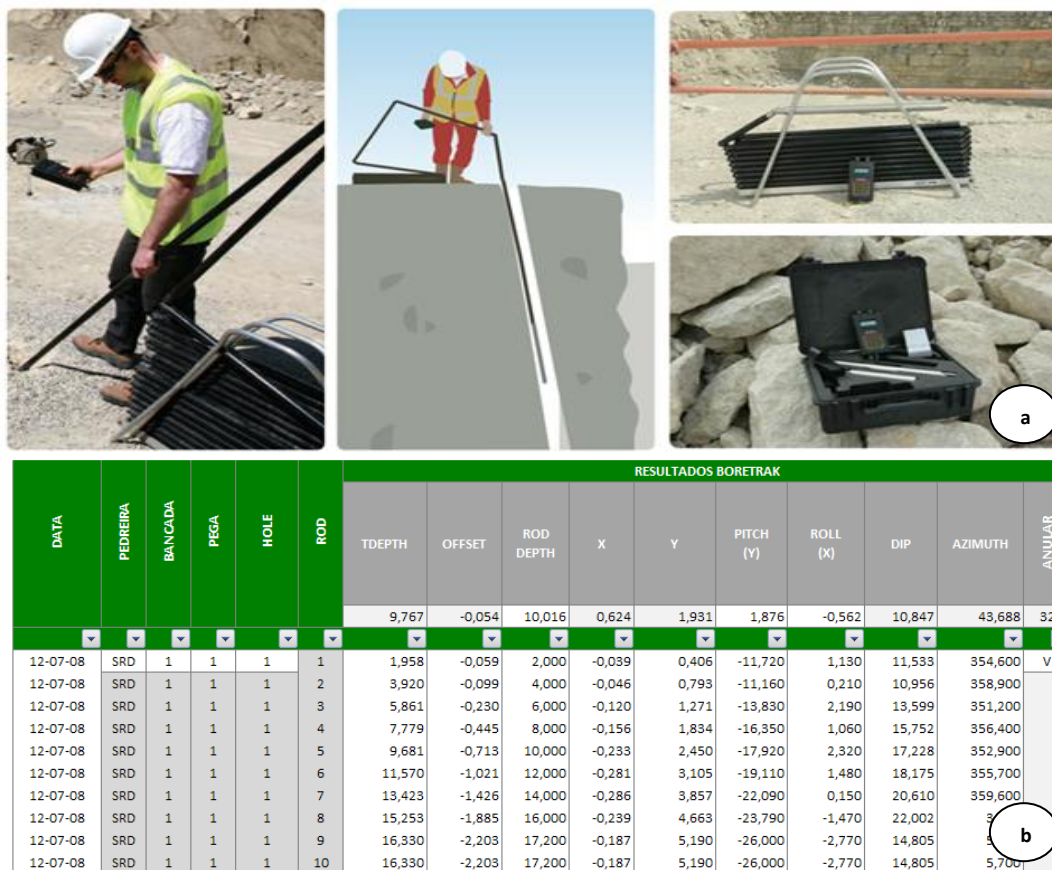 a
RESULTADOS BORETRAK
DATA PEDREIRA BANCADA PEGA HOLE ROD TDEPTH OFFSET ROD DEPTH X Y PITCH (Y) ROLL (X) DIP AZIMUTH ANULAR
9,767 -0,054 10,016 0,624 1,931 1,876 -0,562 10,847 43,688 32
12-07-08 SRD 1 1 1 1 1,958 -0,059 2,000 -0,039 0,406 -11,720 1,130 11,533 354,600 V
12-07-08 SRD 1 1 1 2 3,920 -0,099 4,000 -0,046 0,793 -11,160 0,210 10,956 358,900
12-07-08 SRD 1 1 1 3 5,861 -0,230 6,000 -0,120 1,271 -13,830 2,190 13,599 351,200
12-07-08 SRD 1 1 1 4 7,779 -0,445 8,000 -0,156 1,834 -16,350 1,060 15,752 356,400
12-07-08 SRD 1 1 1 5 9,681 -0,713 10,000 -0,233 2,450 -17,920 2,320 17,228 352,900
12-07-08 SRD 1 1 1 6 11,570 -1,021 12,000 -0,281 3,105 -19,110 1,480 18,175 355,700
12-07-08 SRD 1 1 1 7 13,423 -1,426 14,000 -0,286 3,857 -22,090 0,150 20,610 359,600
12-07-08 SRD 1 1 1 8 15,253 -1,885 16,000 -0,239 4,663 -23,790 -1,470 22,002
12-07-08 SRD 1 1 1 9 16,330 -2,203 17,200 -0,187 5,190 -26,000 -2,770 14,805
b
12-07-08 SRD 1 1 1 10 16,330 -2,203 17,200 -0,187 5,190 -26,000 -2,770 14,805 5,700